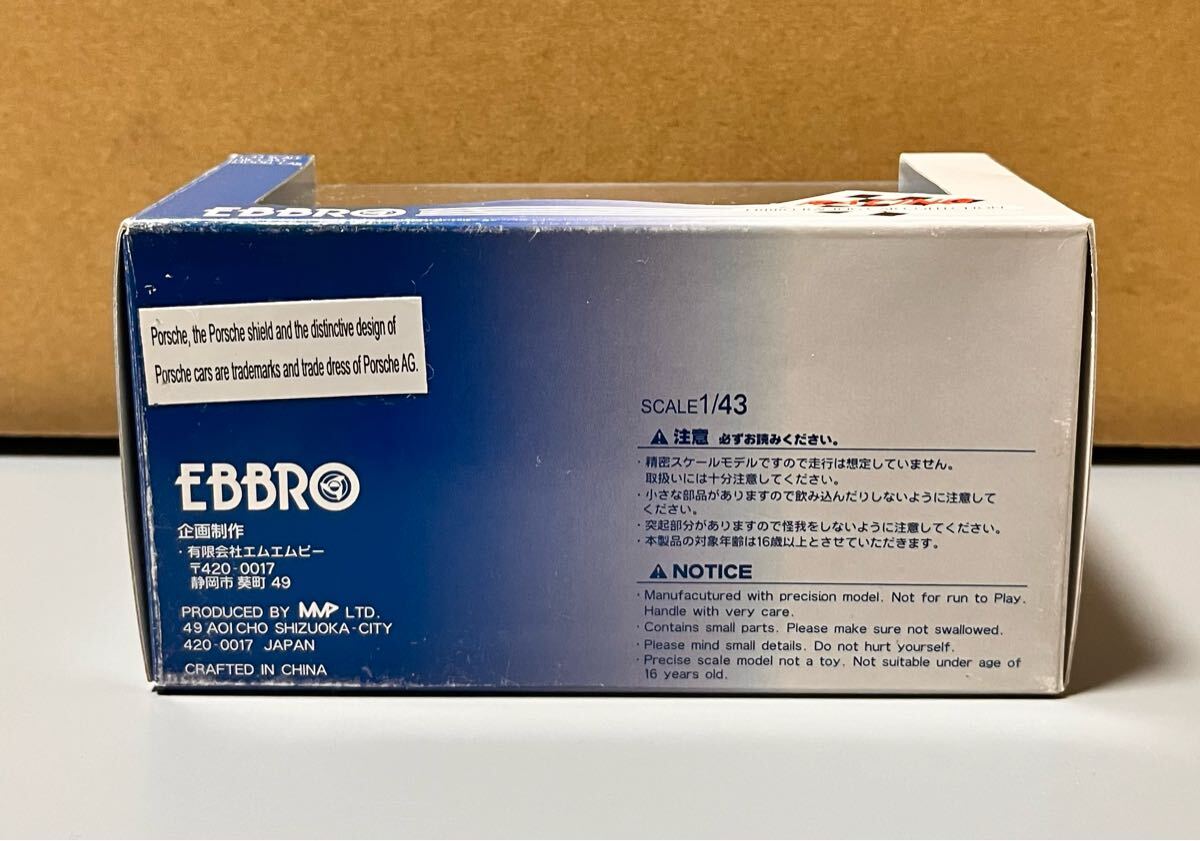 EBBRO
Porsche, the Porsche shield and the distinctive design of
Porsche cars are trademarks and trade dress of Porsche AG.
EBBRO
企画制作
・有限会社エムエムピー
〒420-0017
静岡市 葵町 49
PRODUCED BY MMP LTD.
49 AOI CHO SHIZUOKA-CITY
420-0017 JAPAN
CRAFTED IN CHINA
SCALE1/43
⚠注意 必ずお読みください。
・精密スケールモデルですので走行は想定していません。
取扱いには十分注意してください。
・小さな部品がありますので飲み込んだりしないように注意して
ください。
・突起部分がありますので怪我をしないように注意してください。
・本製品の対象年齢は16歳以上とさせていただきます。
⚠NOTICE
・Manufacutured with precision model. Not for run to Play.
Handle with very care.
・Contains small parts. Please make sure not swallowed.
・Please mind small details. Do not hurt yourself.
・Precise scale model not a toy. Not suitable under age of
16 years old.